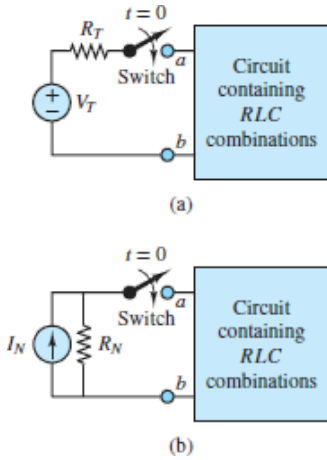 t = 0
R_T
a
Switch
V_T
+
−
b
Circuit
containing
RLC
combinations
(a)
t = 0
a
Switch
I_N
R_N
b
Circuit
containing
RLC
combinations
(b)